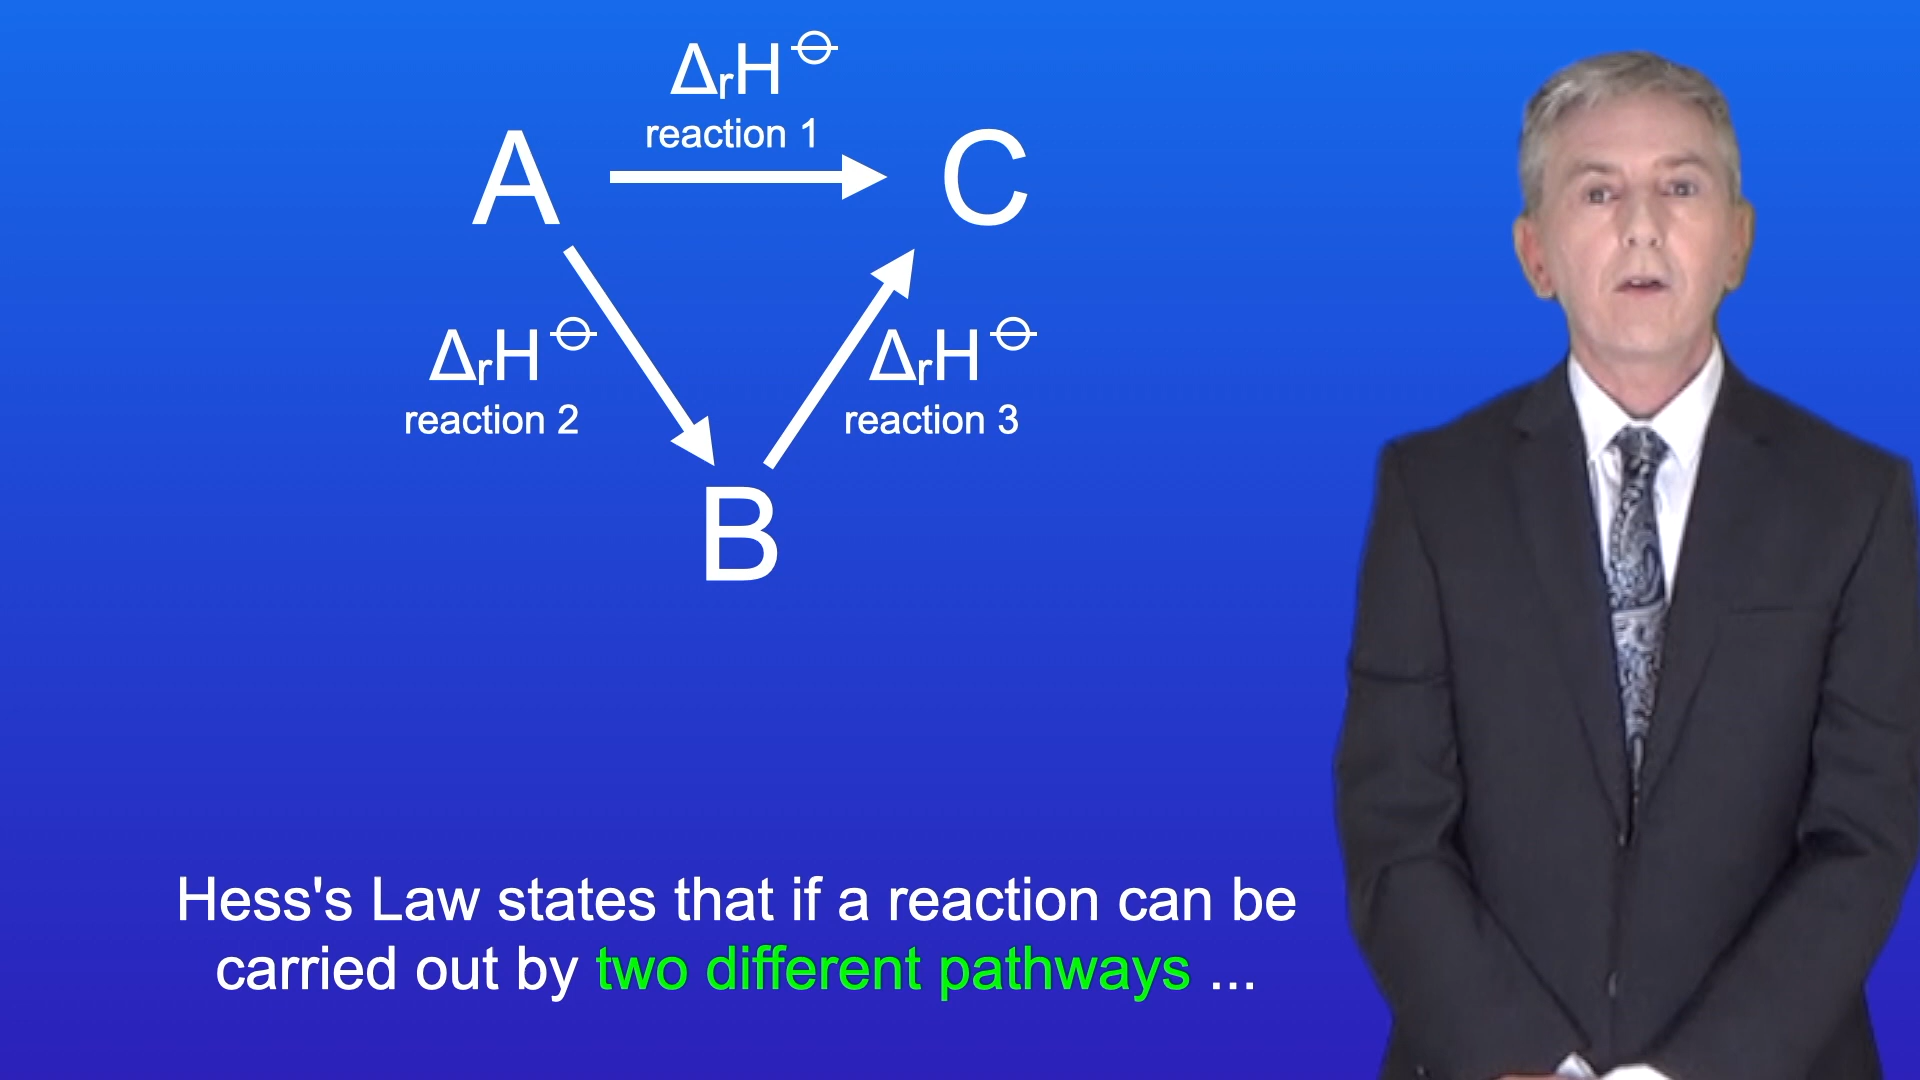 ΔrH⊖
reaction 1
A C
ΔrH⊖ ΔrH⊖
reaction 2 reaction 3
B
Hess's Law states that if a reaction can be
carried out by two different pathways ...